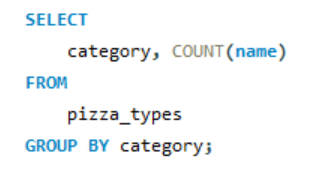 SELECT
category, COUNT(name)
FROM
pizza_types
GROUP BY category;